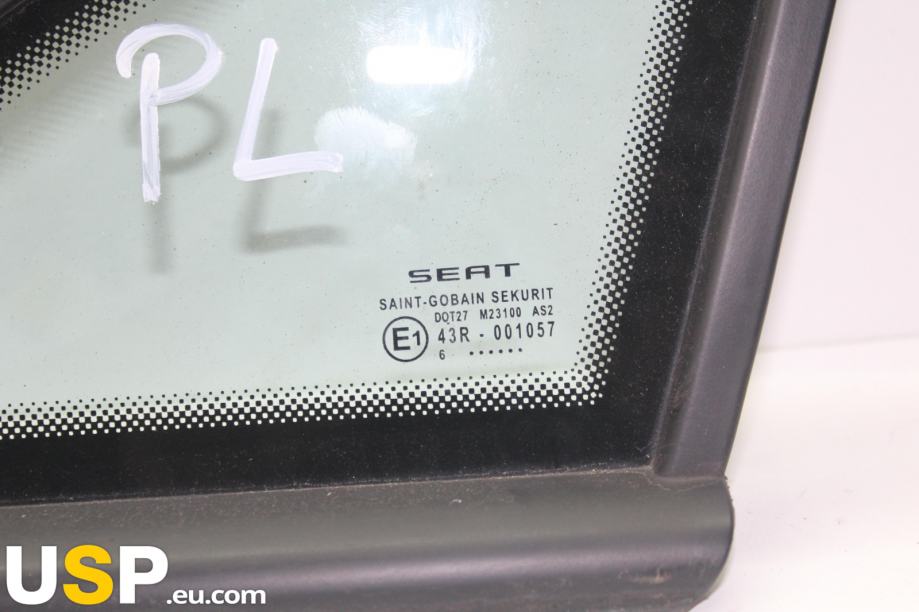 PL
SEAT
SAINT-GOBAIN SEKURIT
DOT27 M23100 AS2
E1 43R - 001057
6 ••••••
USP.eu.com